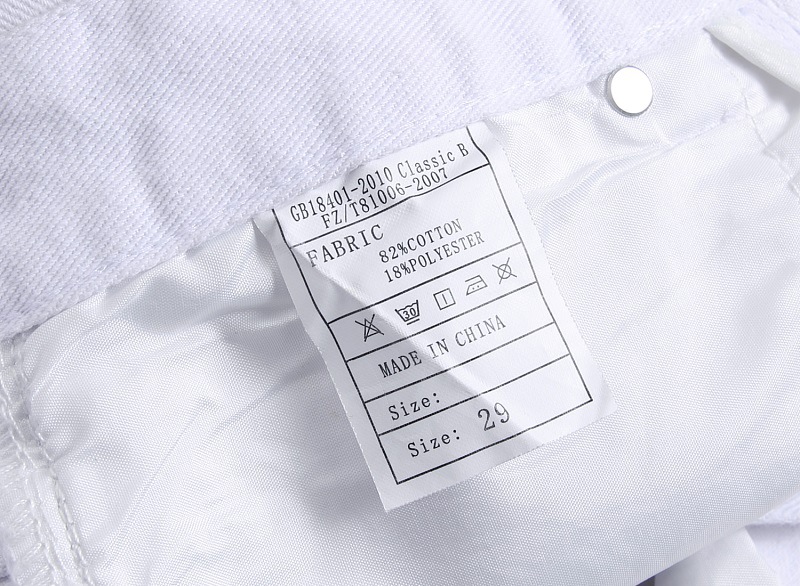 GB18401-2010 Classic B
FZ/T81006-2007
FABRIC
82%COTTON
18%POLYESTER
30
MADE IN CHINA
Size:
Size: 29